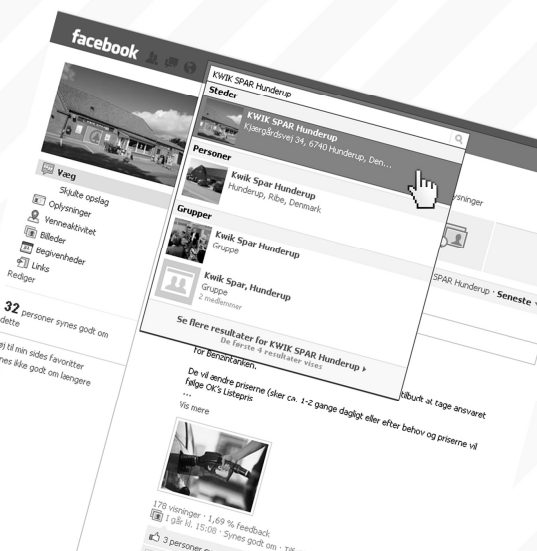 facebook
KWIK SPAR Hunderup
Steder
KWIK SPAR Hunderup
Kjærgårdsvej 34, 6740 Hunderup, Den...
Personer
Kwik Spar Hunderup
Hunderup, Ribe, Denmark
Grupper
Kwik Spar Hunderup
Gruppe
Kwik Spar, Hunderup
Gruppe
2 medlemmer
Se flere resultater for KWIK SPAR Hunderup
De første 4 resultater vises
Væg
Skjulte opslag
Oplysninger
Venneaktivitet
Billeder
Begivenheder
Links
Rediger
32 personer synes godt om
dette
øj til min sides favoritter
nes ikke godt om længere
ysninger
SPAR Hunderup · Seneste
tilbudt at tage ansvaret
for Benzintanken.
De vil ændre priserne (sker ca. 1-2 gange dagligt eller efter behov og priserne vil
følge OK's Listepris
...
Vis mere
178 visninger · 1,69 % feedback
I går kl. 15:08 · Synes godt om ·
3 personer